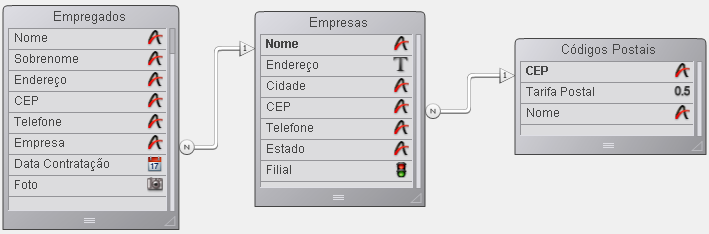 Empregados
Nome
Sobrenome
Endereço
CEP
Telefone
Empresa
Data Contratação
17
Foto
N
1
Empresas
Nome
Endereço
T
Cidade
CEP
Telefone
Estado
Filial
N
1
Códigos Postais
CEP
Tarifa Postal
0.5
Nome